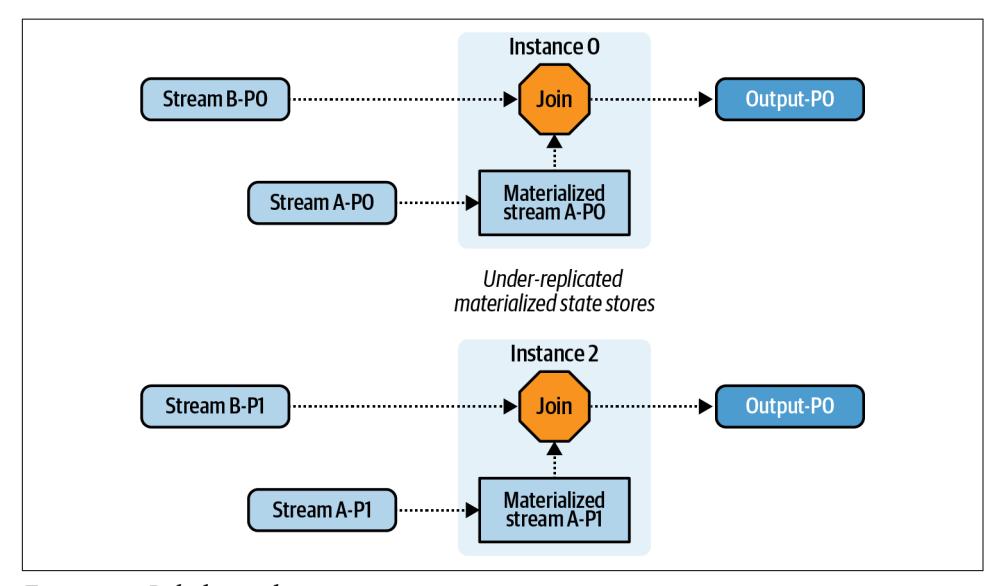 Instance 0
Stream B-P0
Join
Output-P0
Stream A-P0
Materialized
stream A-P0
Under-replicated
materialized state stores
Instance 2
Stream B-P1
Join
Output-P0
Stream A-P1
Materialized
stream A-P1